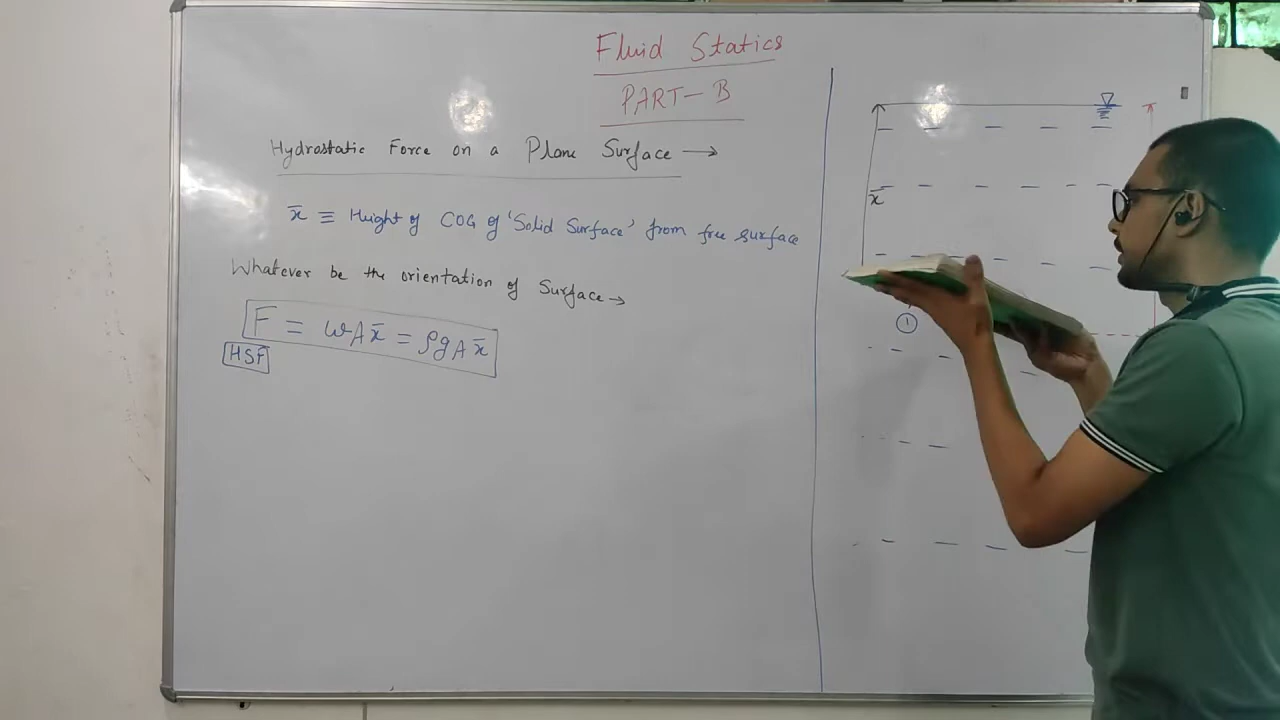 Fluid Statics
PART-B
Hydrostatic Force on a Plane Surface →
x̄ ≡ Height of COG of 'Solid Surface' from free surface
Whatever be the orientation of Surface →
F = wAx̄ = ρgAx̄
HSF
x̄
1